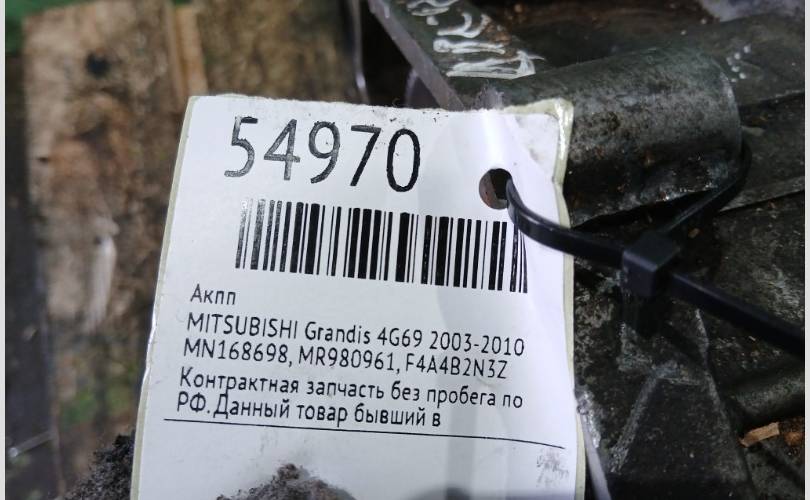 54970
Акпп
MITSUBISHI Grandis 4G69 2003-2010
MN168698, MR980961, F4A4B2N3Z
Контрактная запчасть без пробега по
РФ. Данный товар бывший в